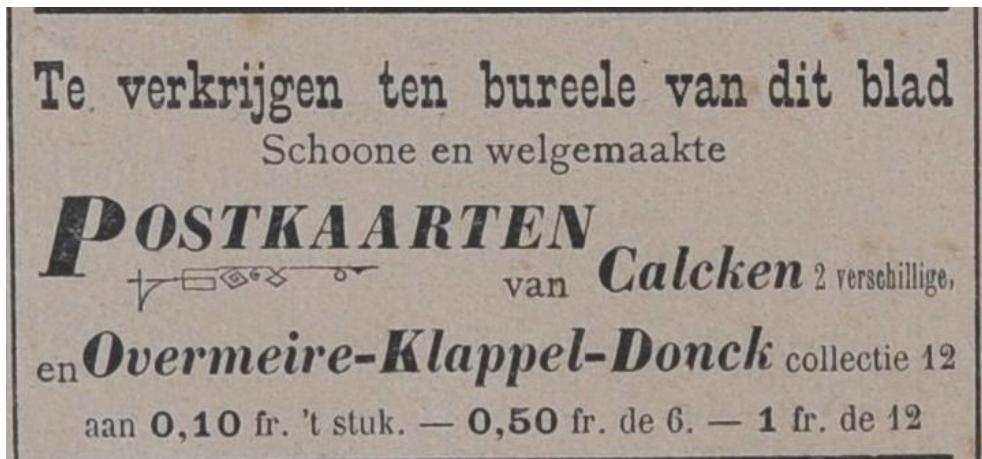 Te verkrijgen ten bureele van dit blad
Schoone en welgemaakte
POSTKAARTEN
van Calcken 2 verschillige,
en Overmeire-Klappel-Donck collectie 12
aan 0,10 fr. 't stuk. — 0,50 fr. de 6. — 1 fr. de 12